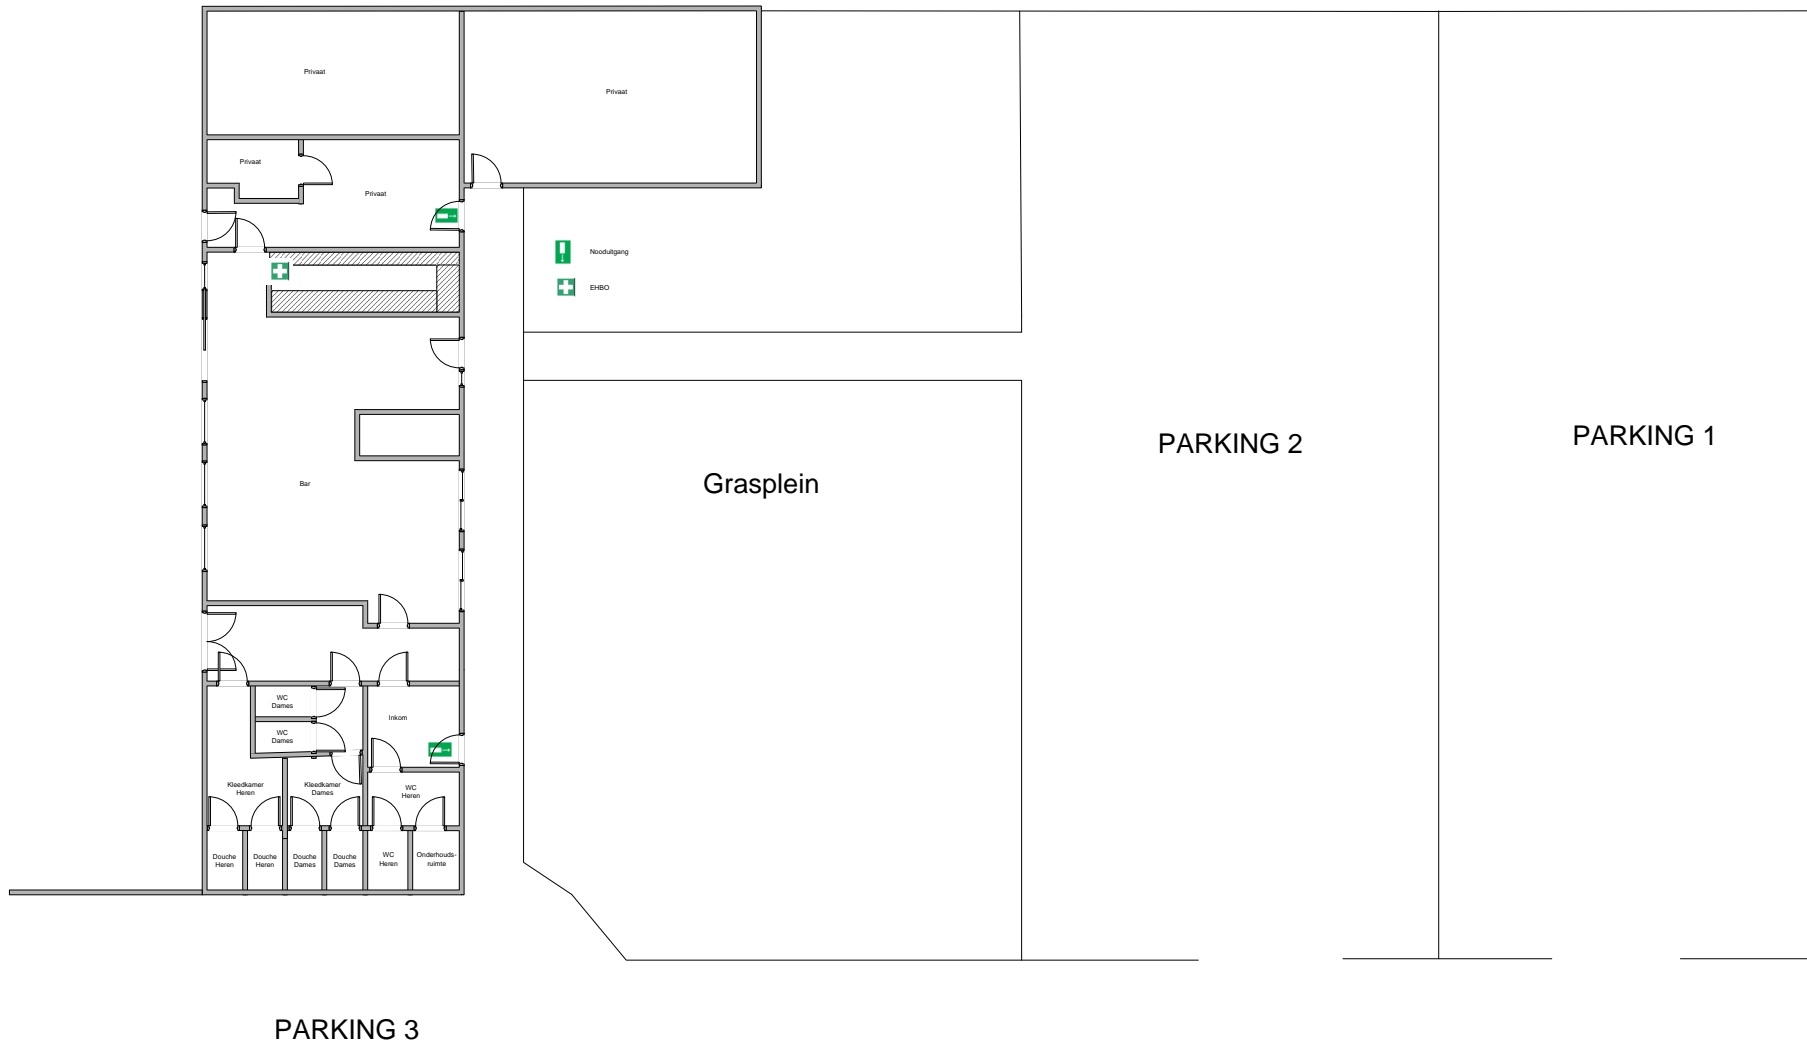 Privaat
Privaat
Privaat
Privaat
Nooduitgang
EHBO
PARKING 1
PARKING 2
Grasplein
Bar
WC
Dames
Inkom
WC
Dames
Kleedkamer
Heren
Kleedkamer
Dames
WC
Heren
Douche
Heren
Douche
Heren
Douche
Dames
Douche
Dames
WC
Heren
Onderhouds-
ruimte
PARKING 3